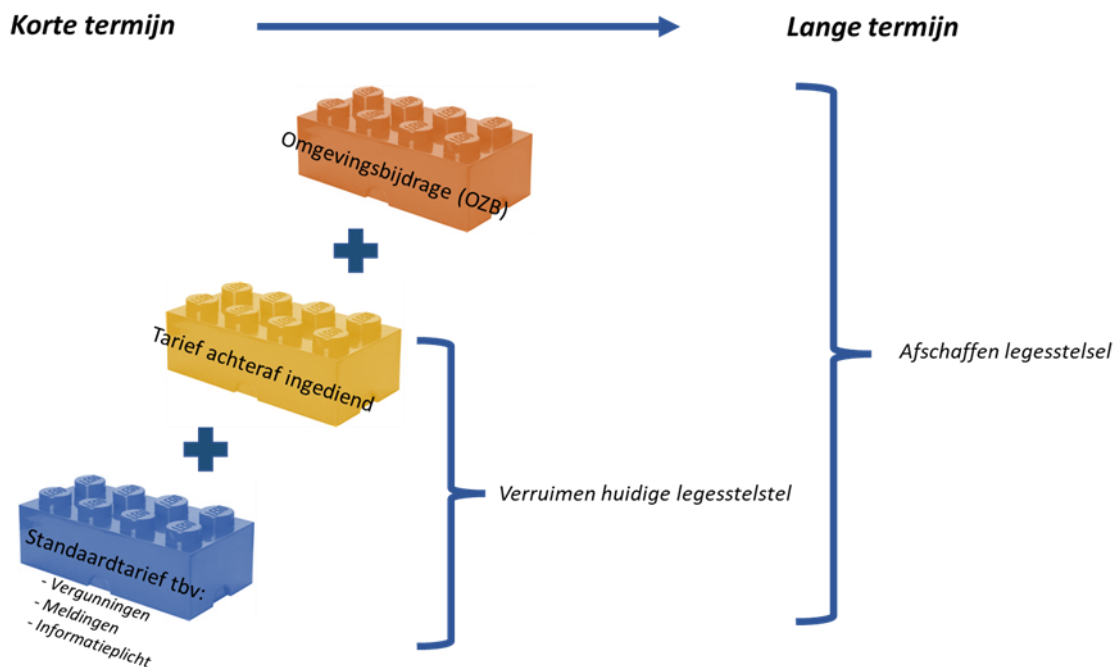 Korte termijn
Lange termijn
Omgevingsbijdrage (OZB)
Tarief achteraf ingediend
Afschaffen legesstelsel
Verruimen huidige legesstelstel
Standaardtarief tbv:
- Vergunningen
- Meldingen
- Informatieplicht